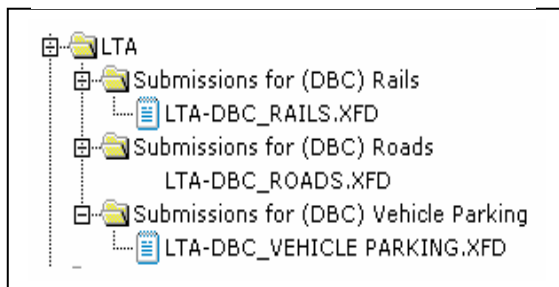 LTA
Submissions for (DBC) Rails
LTA-DBC_RAILS.XFD
Submissions for (DBC) Roads
LTA-DBC_ROADS.XFD
Submissions for (DBC) Vehicle Parking
LTA-DBC_VEHICLE PARKING.XFD